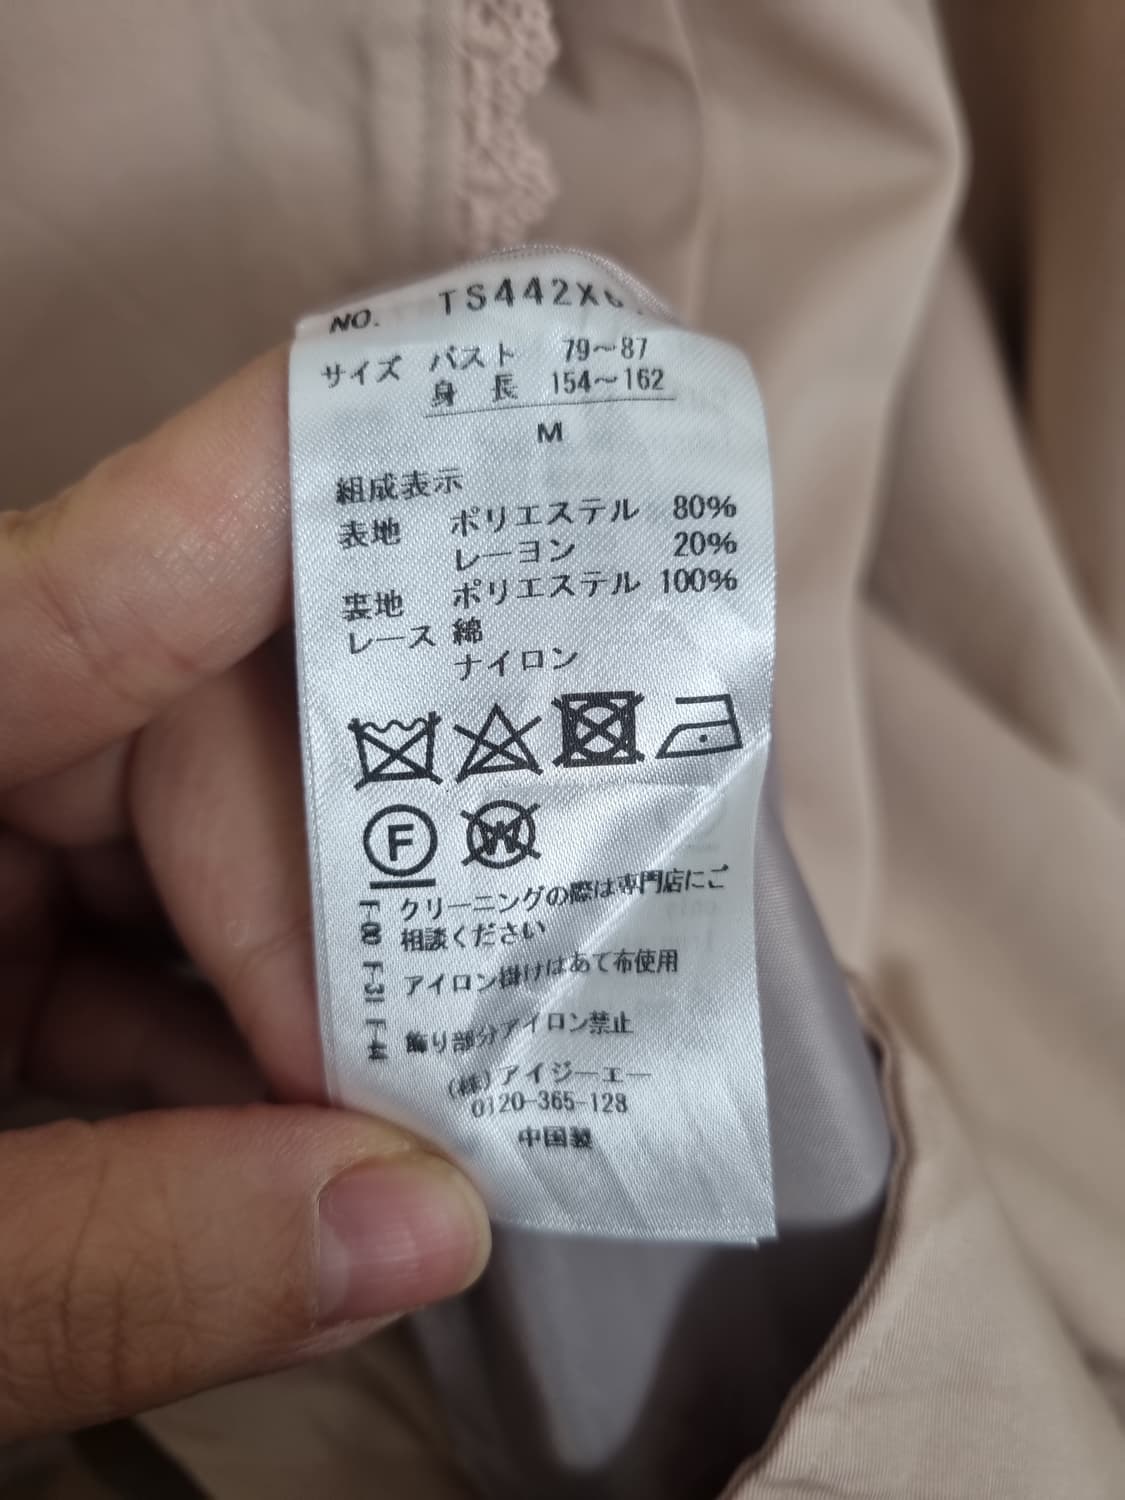 NO. TS442X
サイズ バスト 79〜87
身長 154〜162
M
組成表示
表地 ポリエステル 80%
レーヨン 20%
裏地 ポリエステル 100%
レース 綿
ナイロン
F W
F-00 クリーニングの際は専門店にご
相談ください
F-31 アイロン掛けはあて布使用
F-44 飾り部分アイロン禁止
(株)アイジーエー
0120-365-128
中国製